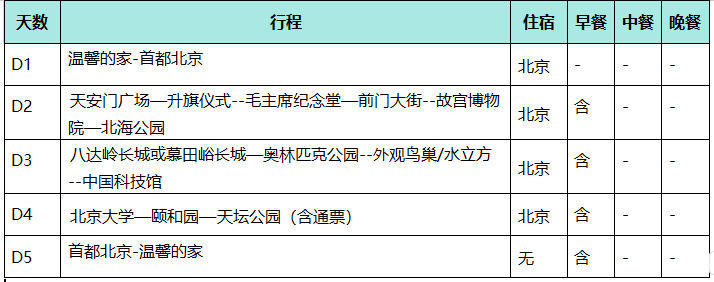 天数 行程 住宿 早餐 中餐 晚餐
D1 温馨的家-首都北京 北京 - - -
D2 天安门广场—升旗仪式--毛主席纪念堂—前门大街--故宫博物
院—北海公园 北京 含 - -
D3 八达岭长城或慕田峪长城—奥林匹克公园--外观鸟巢/水立方
--中国科技馆 北京 含 - -
D4 北京大学—颐和园—天坛公园（含通票） 北京 含 - -
D5 首都北京-温馨的家 无 含 - -